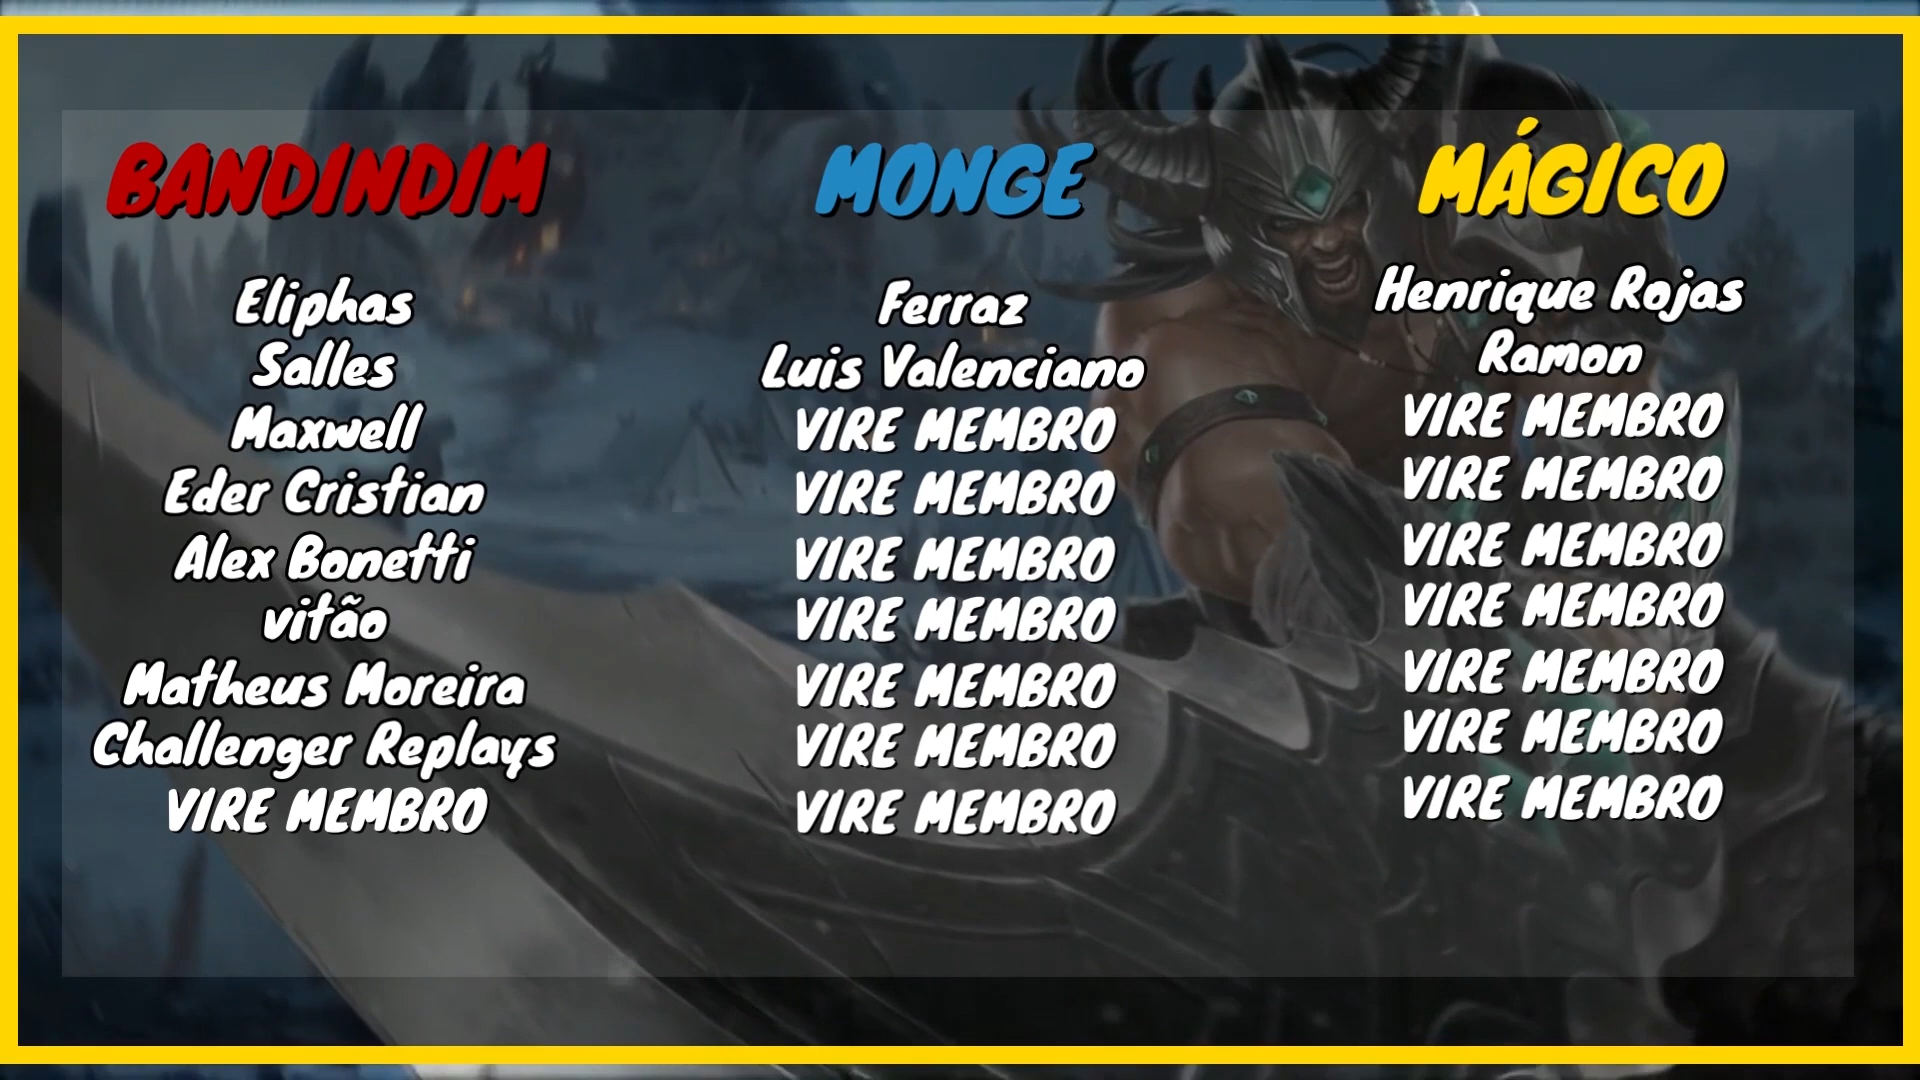 BANDINDIM
Eliphas
Salles
Maxwell
Eder Cristian
Alex Bonetti
vitão
Matheus Moreira
Challenger Replays
VIRE MEMBRO
MONGE
Ferraz
Luis Valenciano
VIRE MEMBRO
VIRE MEMBRO
VIRE MEMBRO
VIRE MEMBRO
VIRE MEMBRO
VIRE MEMBRO
VIRE MEMBRO
MÁGICO
Henrique Rojas
Ramon
VIRE MEMBRO
VIRE MEMBRO
VIRE MEMBRO
VIRE MEMBRO
VIRE MEMBRO
VIRE MEMBRO
VIRE MEMBRO